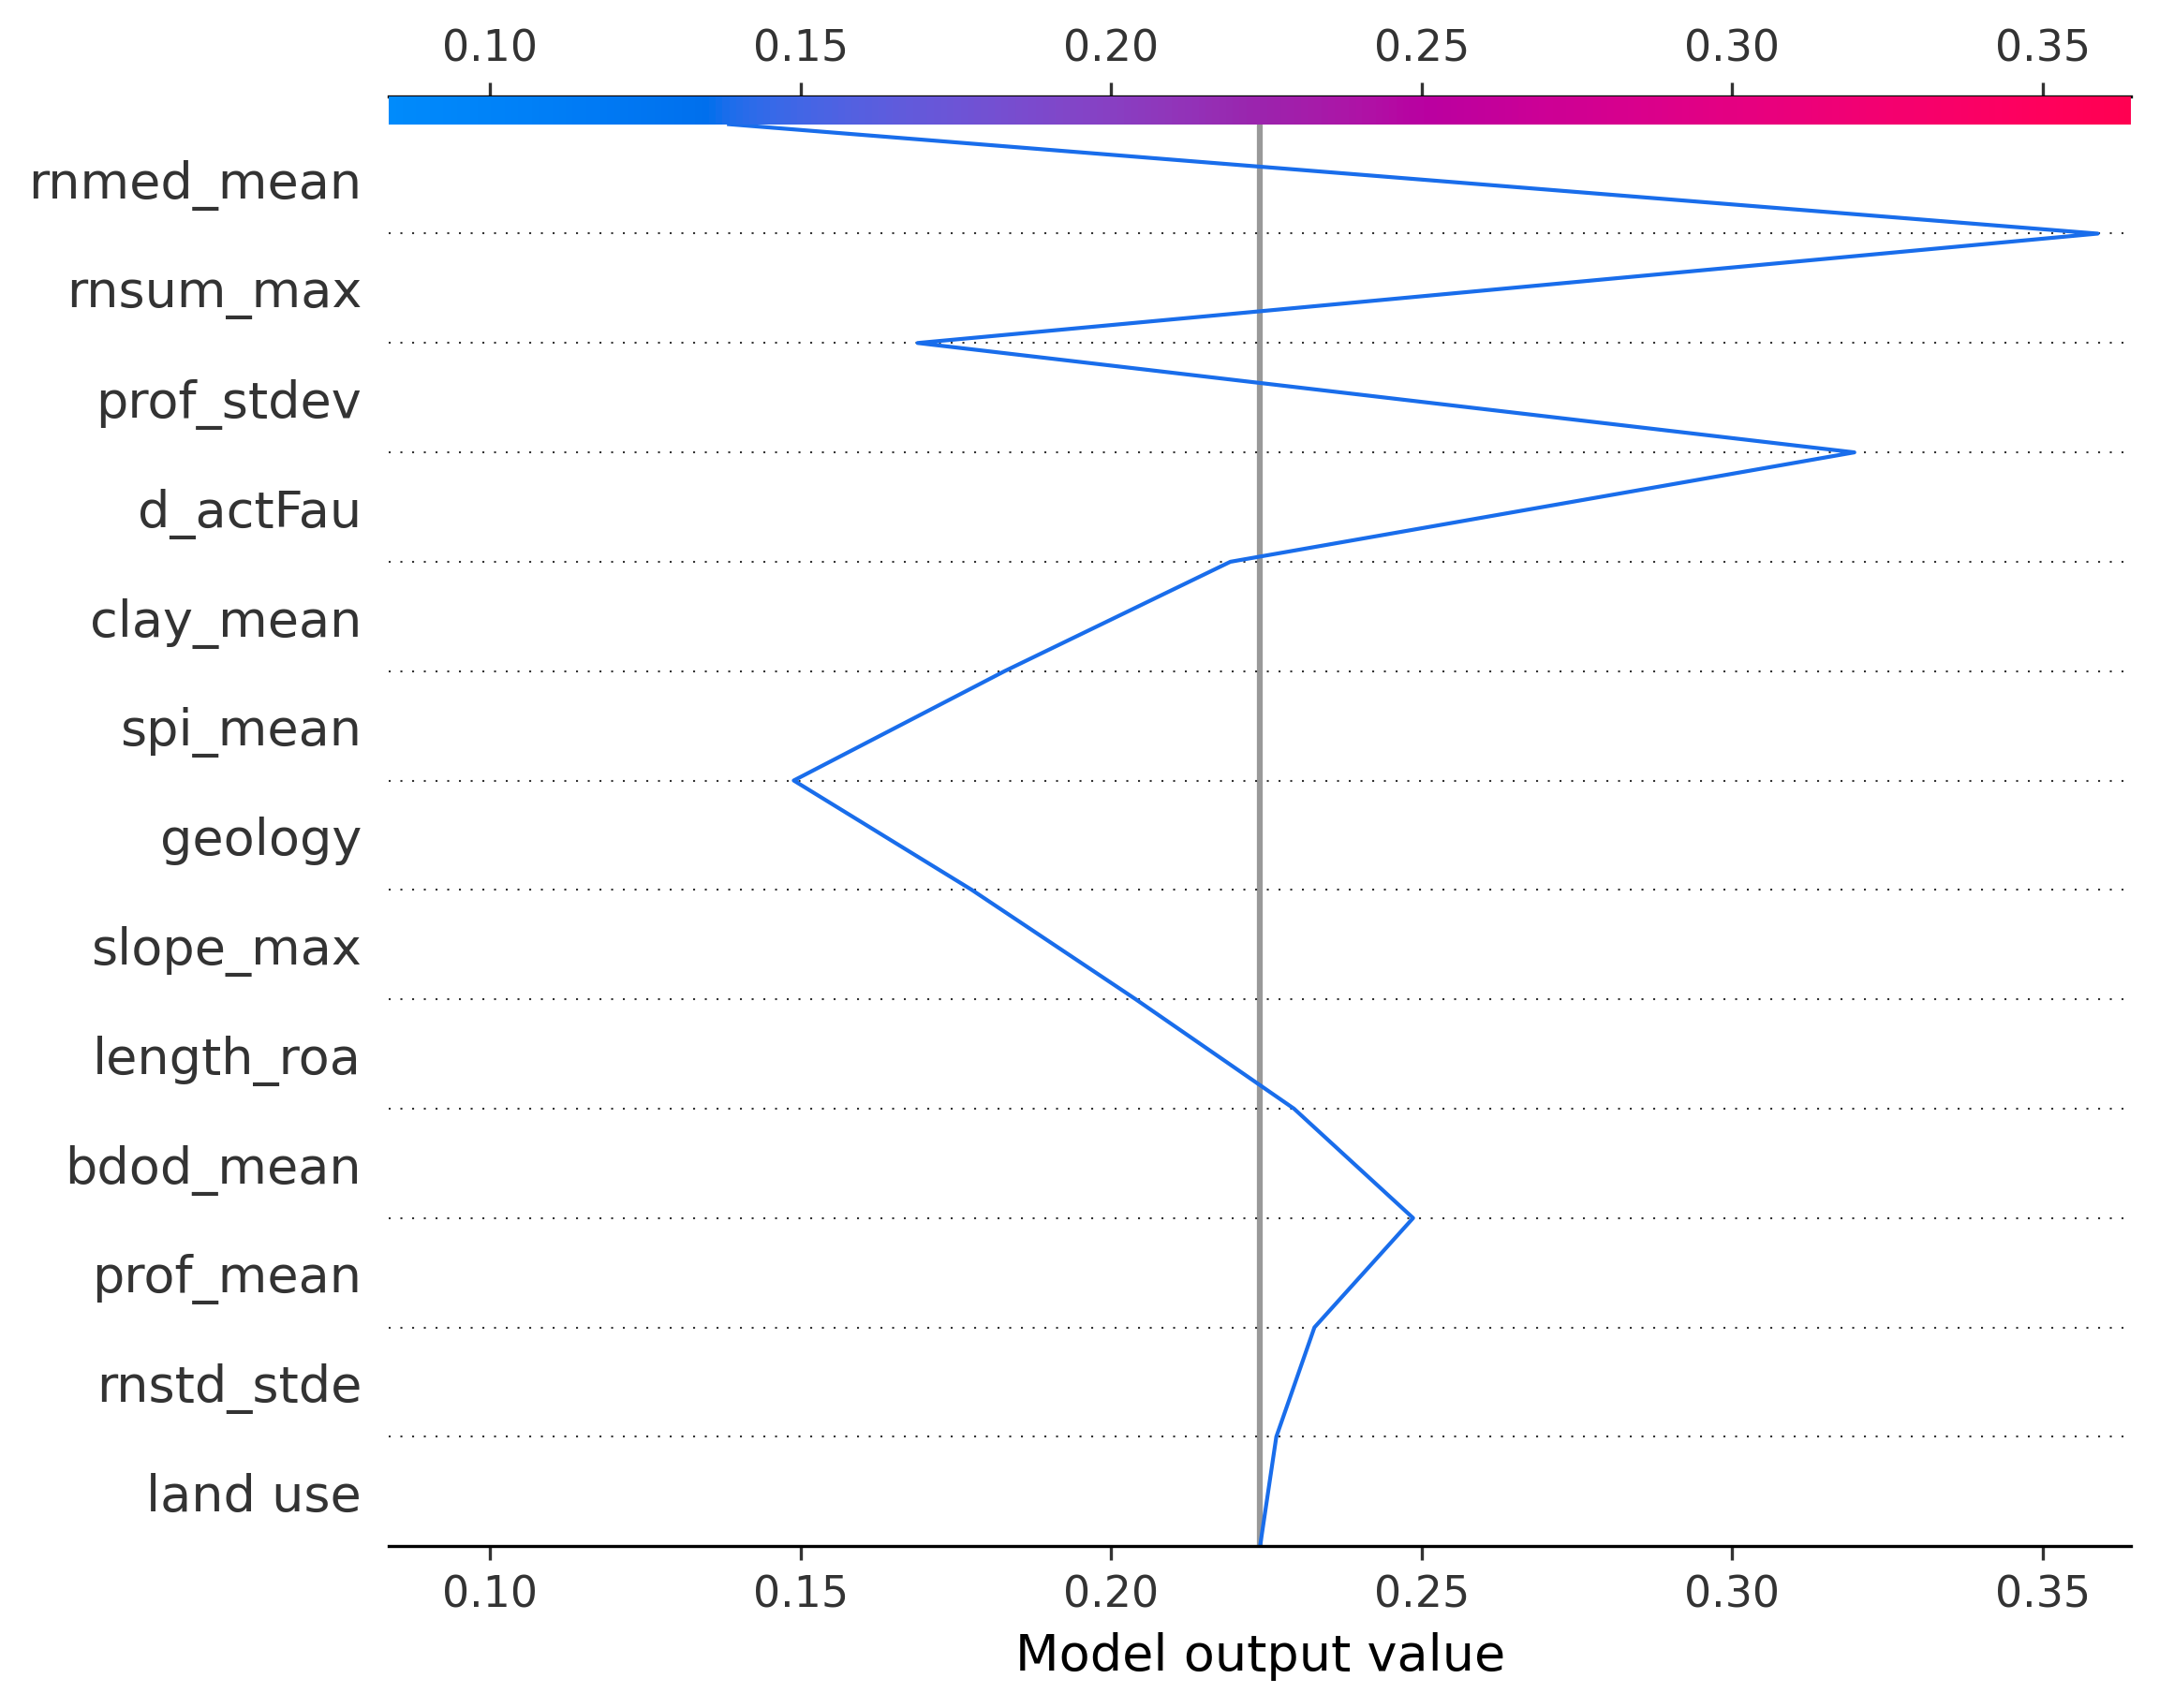 0.10 0.15 0.20 0.25 0.30 0.35
rnmed_mean
rnsum_max
prof_stdev
d_actFau
clay_mean
spi_mean
geology
slope_max
length_roa
bdod_mean
prof_mean
rnstd_stde
land use
0.10 0.15 0.20 0.25 0.30 0.35
Model output value